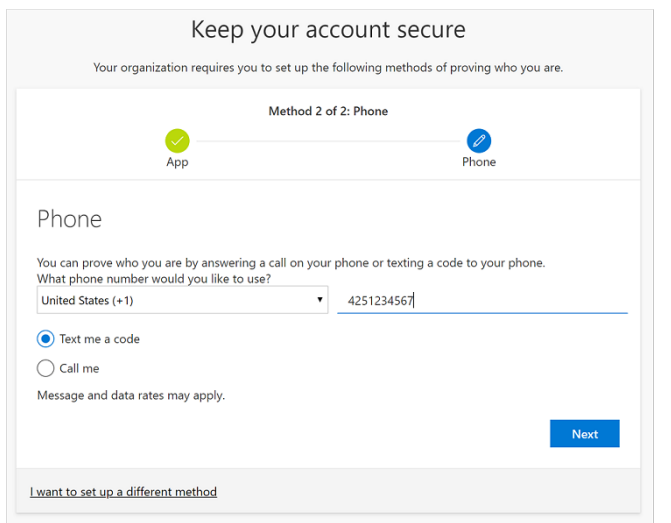 Keep your account secure
Your organization requires you to set up the following methods of proving who you are.
Method 2 of 2: Phone
App
Phone
Phone
You can prove who you are by answering a call on your phone or texting a code to your phone.
What phone number would you like to use?
United States (+1)
4251234567
Text me a code
Call me
Message and data rates may apply.
Next
I want to set up a different method